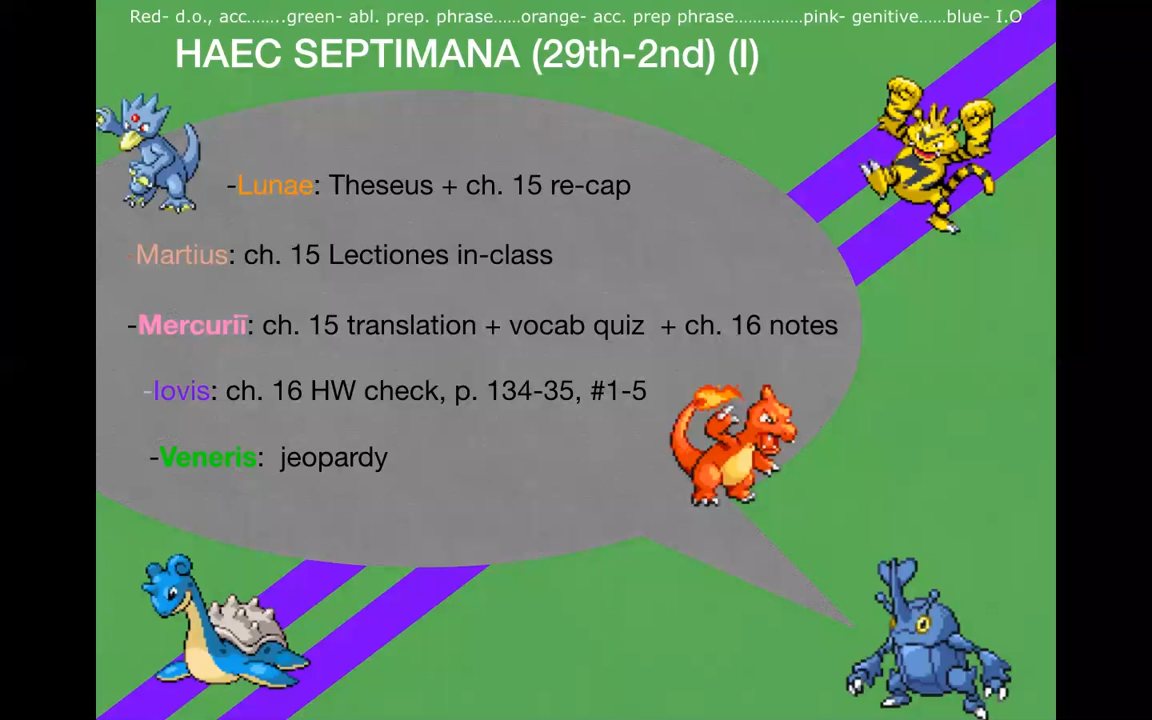 Red- d.o., acc........green- abl. prep. phrase......orange- acc. prep phrase..............pink- genitive......blue- I.O
HAEC SEPTIMANA (29th-2nd) (I)
-Lunae: Theseus + ch. 15 re-cap
-Martius: ch. 15 Lectiones in-class
-Mercuriī: ch. 15 translation + vocab quiz + ch. 16 notes
-Iovis: ch. 16 HW check, p. 134-35, #1-5
-Veneris: jeopardy